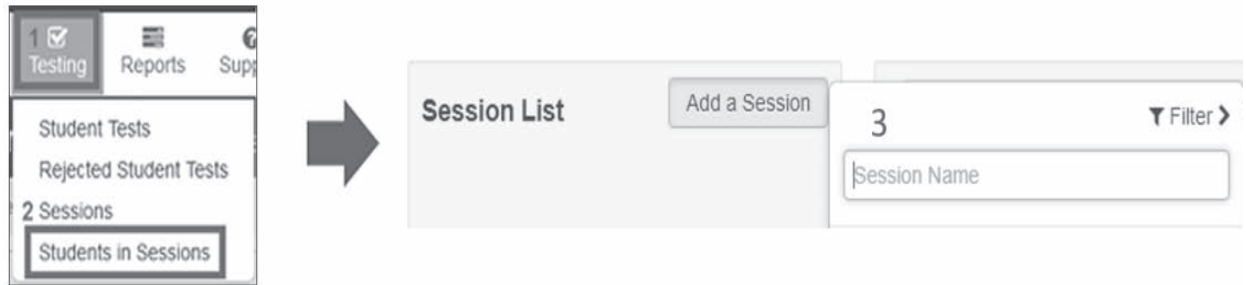 1
Testing Reports Supp
Student Tests
Rejected Student Tests
2 Sessions
Students in Sessions
Session List
Add a Session
3
Filter
Session Name